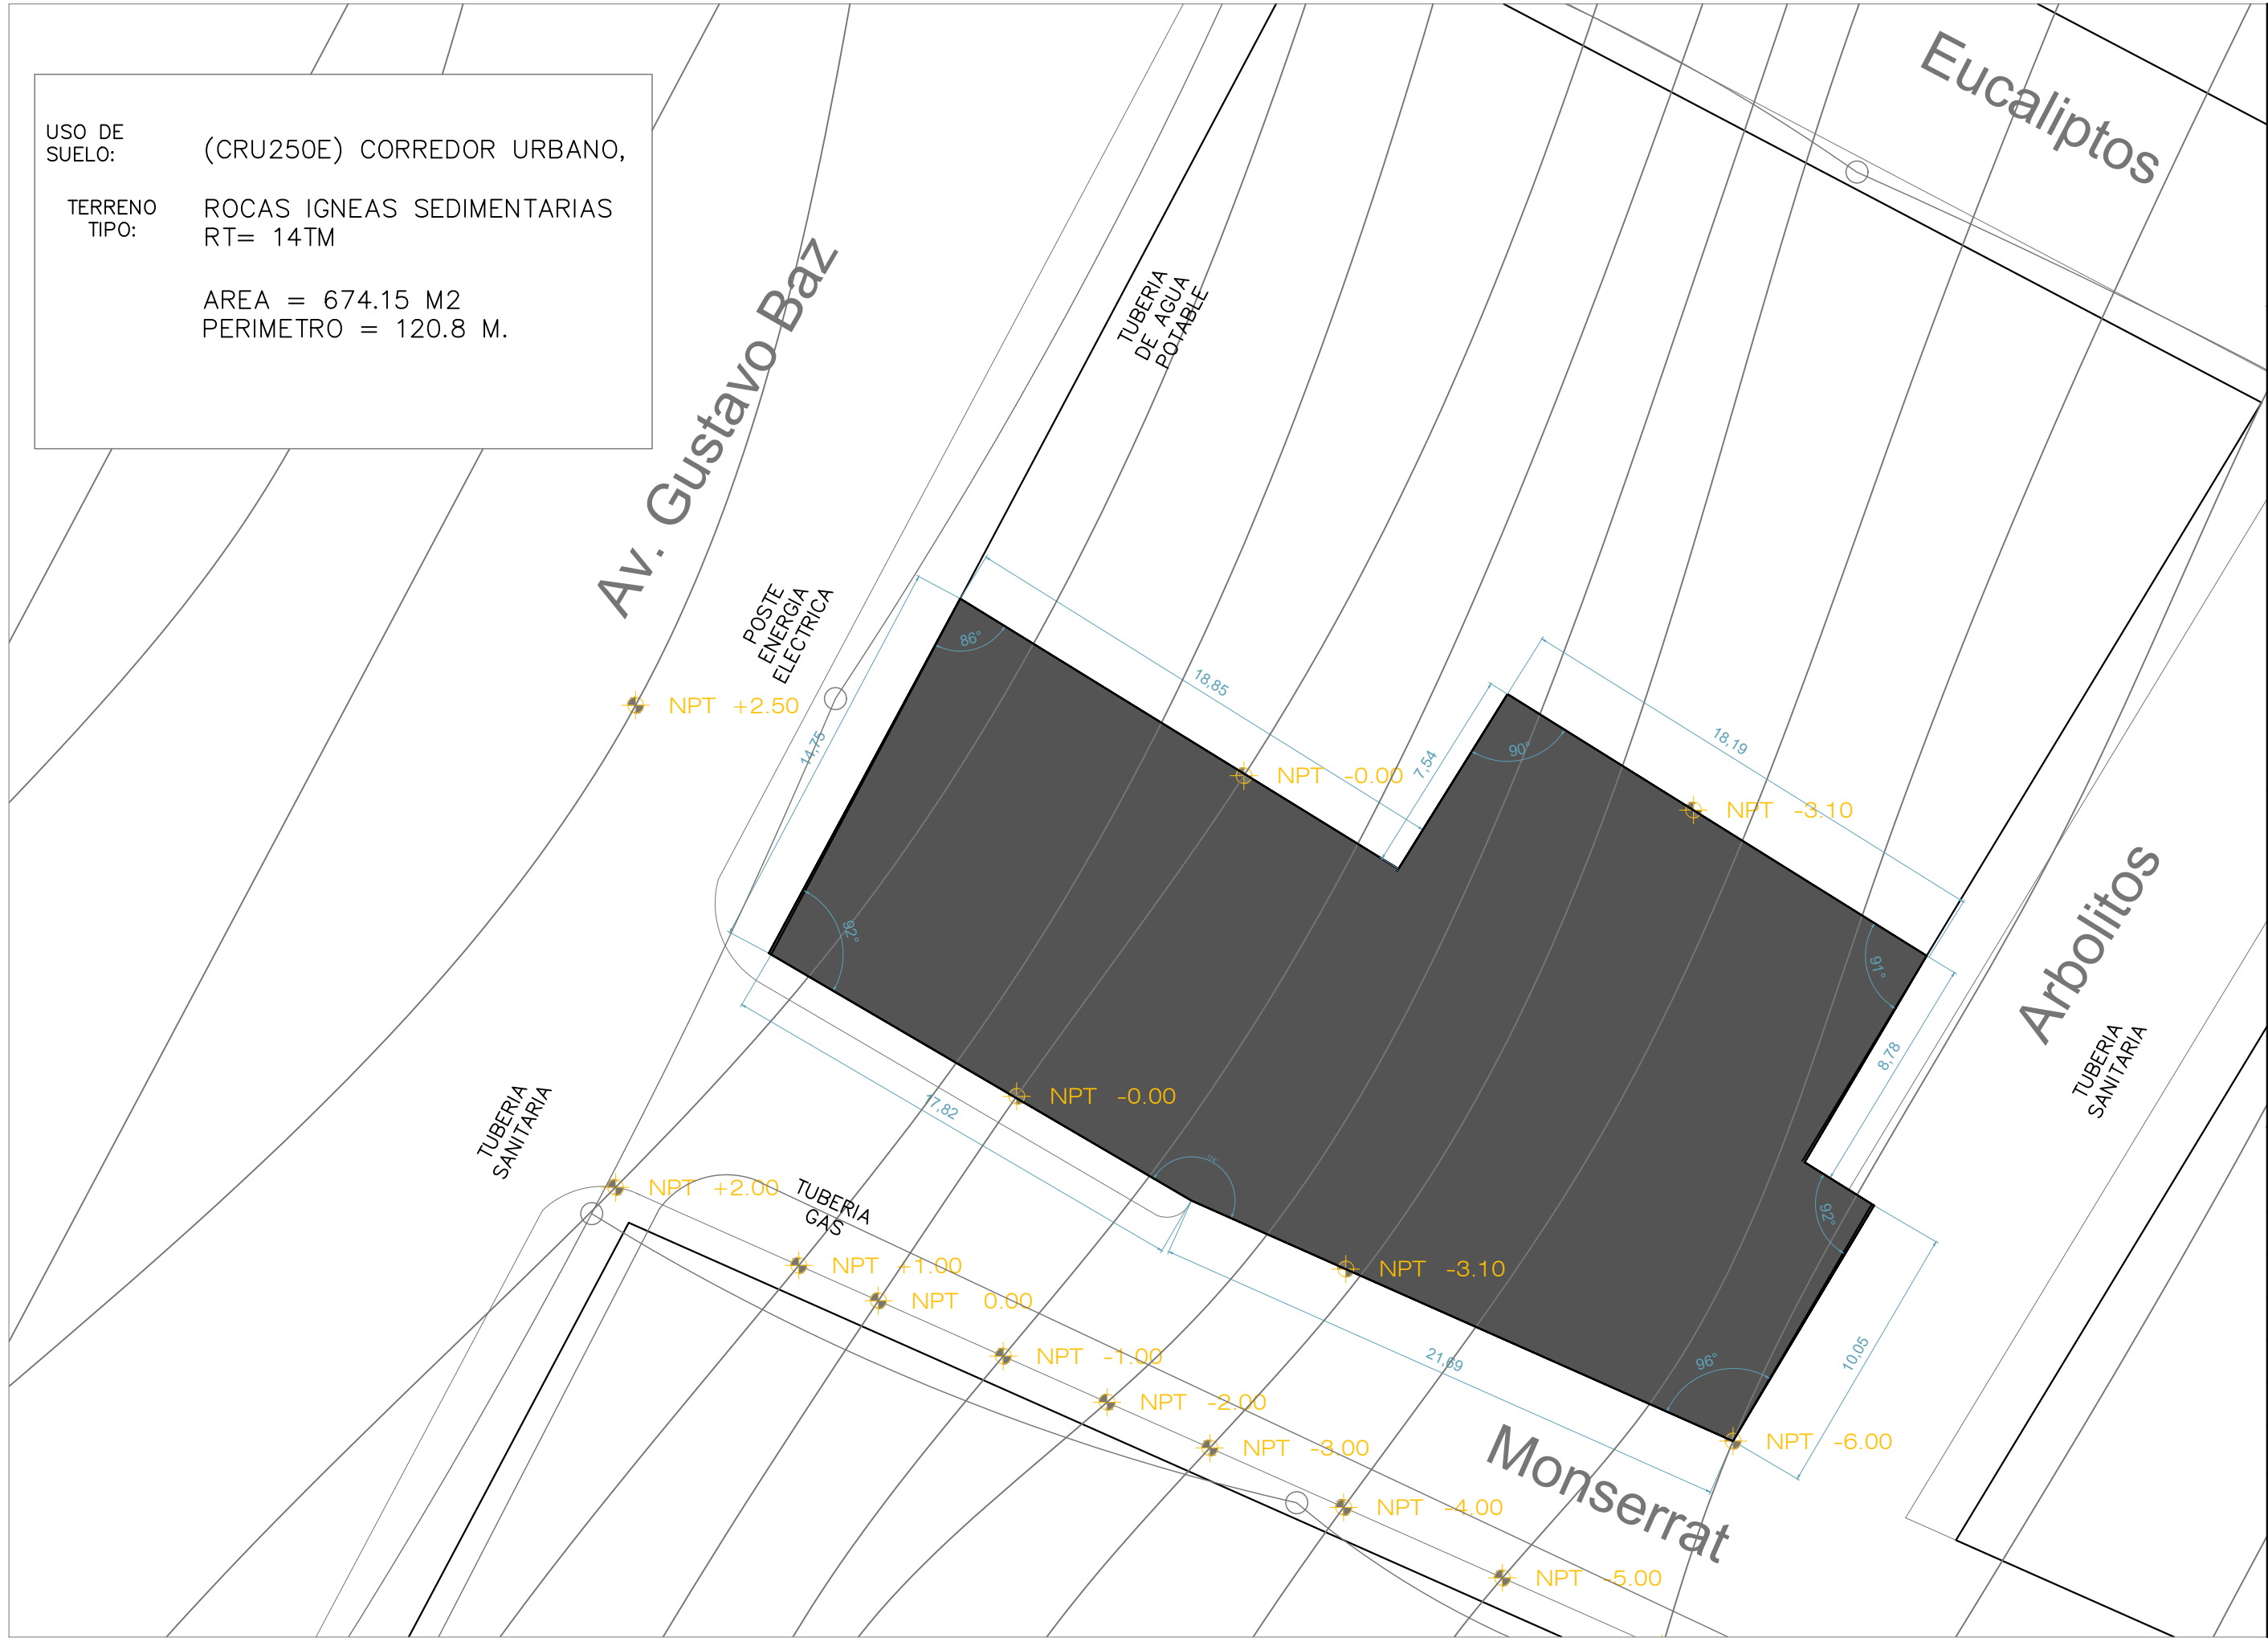 USO DE
SUELO:
(CRU250E) CORREDOR URBANO,
TERRENO
TIPO:
ROCAS IGNEAS SEDIMENTARIAS
RT= 14TM
AREA = 674.15 M2
PERIMETRO = 120.8 M.
Eucaliptos
Av. Gustavo Baz
TUBERIA
DE AGUA
POTABLE
POSTE
ENERGIA
ELECTRICA
NPT +2.50
86°
18,85
14,75
7,54
90°
18,19
NPT -0.00
NPT -3.10
92°
91°
8,78
Arbolitos
TUBERIA
SANITARIA
NPT -0.00
17,82
TUBERIA
SANITARIA
NPT +2.00
TUBERIA
GAS
92°
NPT +1.00
NPT 0.00
NPT -3.10
NPT -1.00
21,69
96°
10,05
NPT -2.00
NPT -3.00
NPT -6.00
Monserrat
NPT -4.00
NPT -5.00